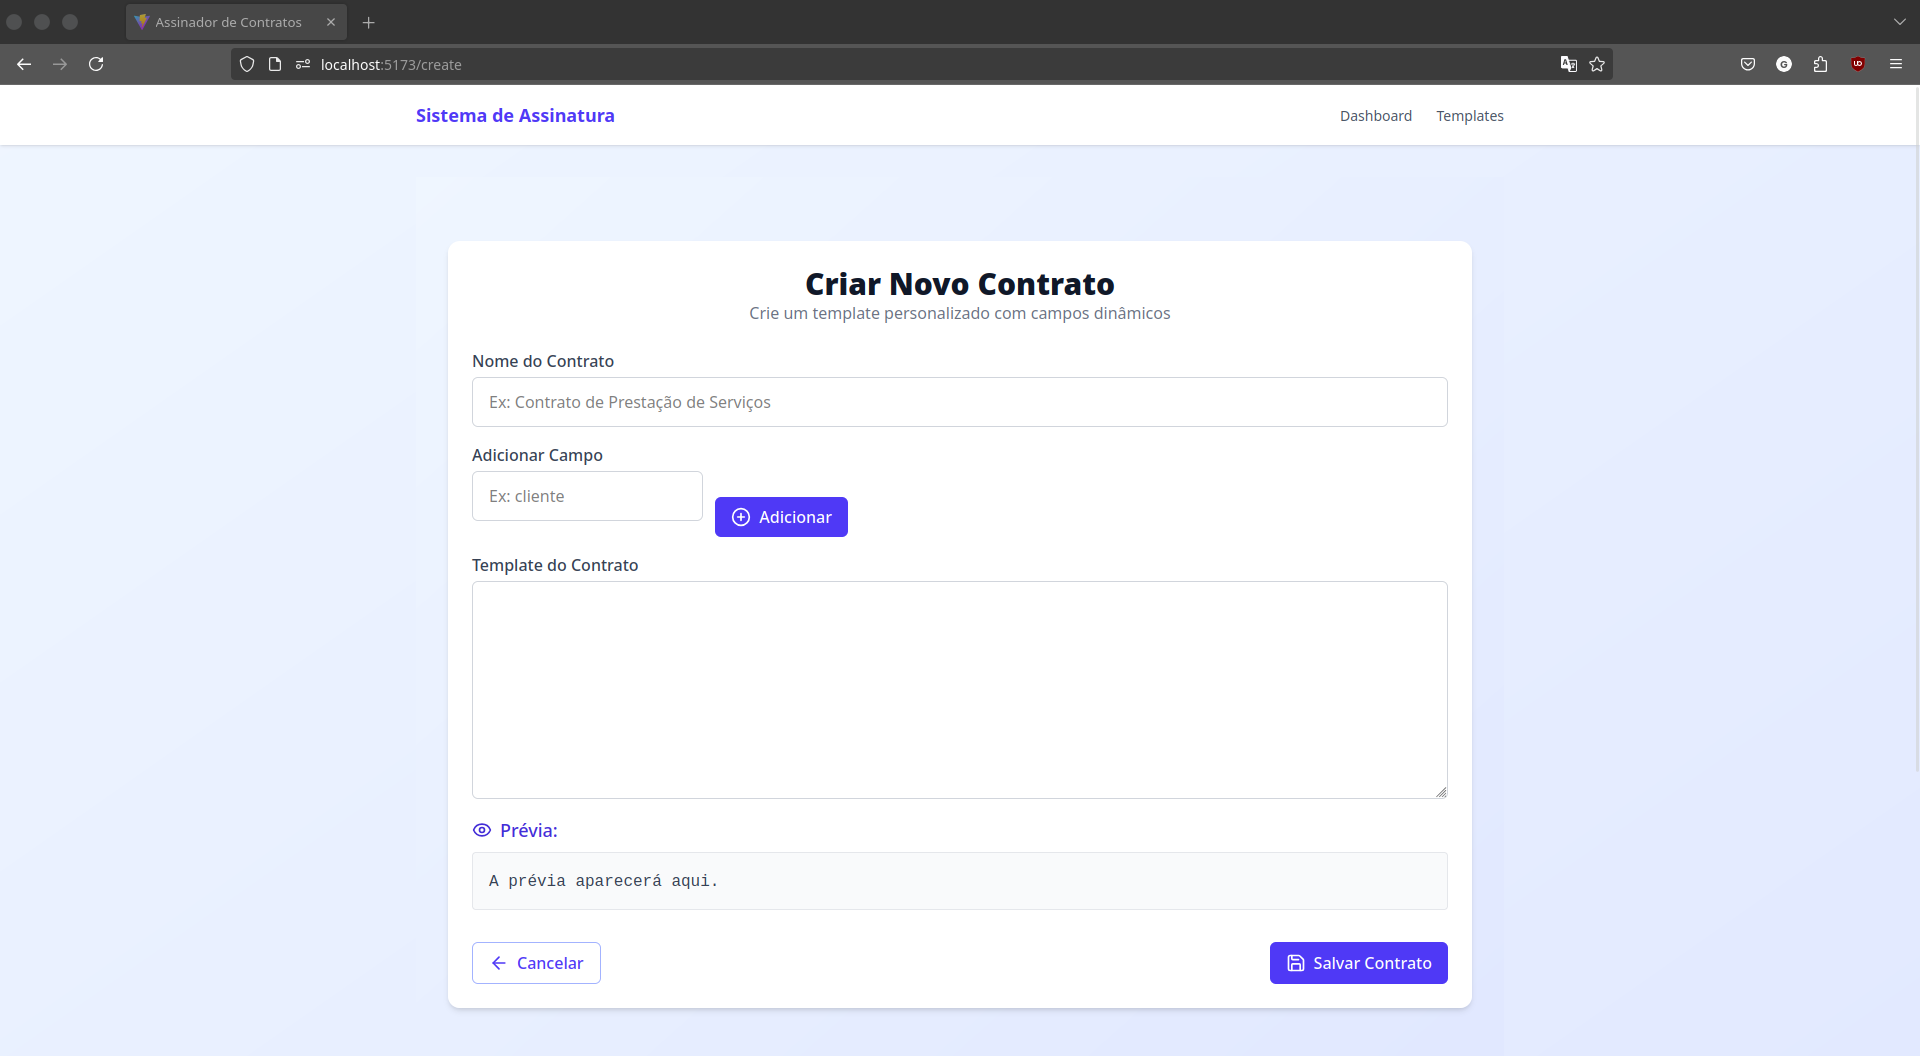 Assinador de Contratos
localhost:5173/create
Sistema de Assinatura
Dashboard
Templates
Criar Novo Contrato
Crie um template personalizado com campos dinâmicos
Nome do Contrato
Ex: Contrato de Prestação de Serviços
Adicionar Campo
Ex: cliente
Adicionar
Template do Contrato
Prévia:
A prévia aparecerá aqui.
Cancelar
Salvar Contrato